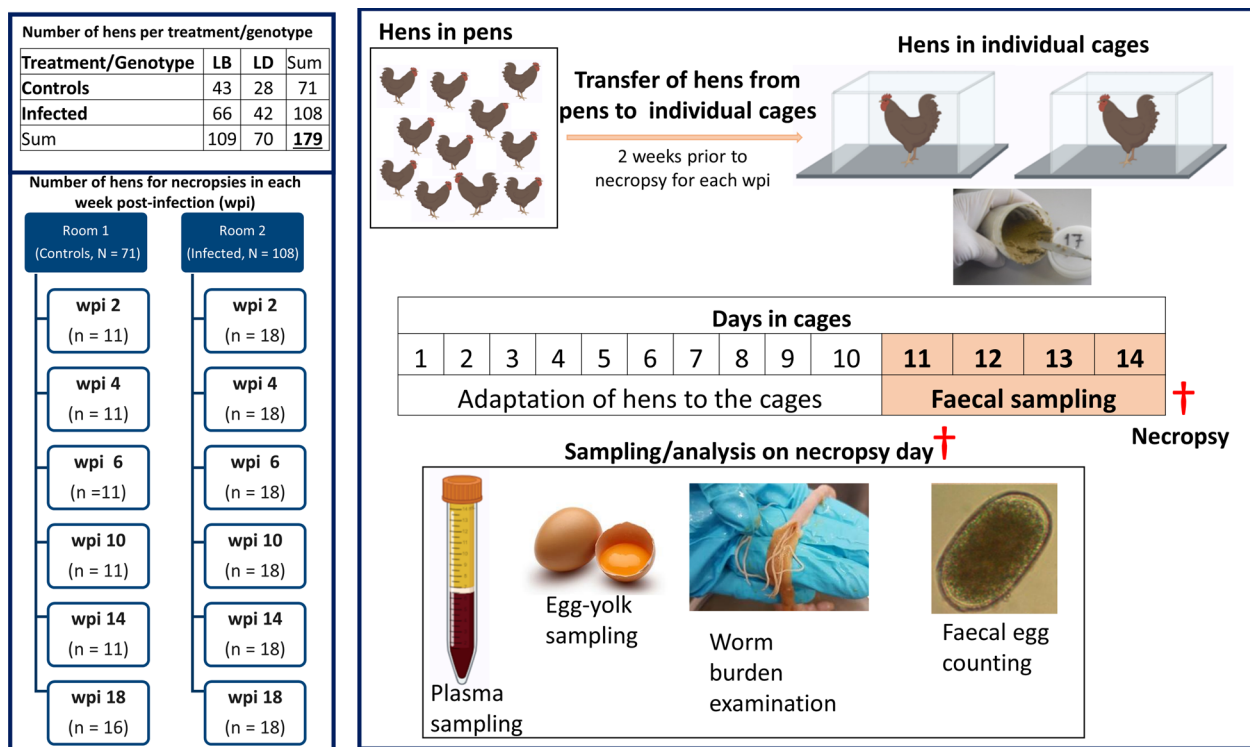 Number of hens per treatment/genotype
Treatment/Genotype LB LD Sum
Controls 43 28 71
Infected 66 42 108
Sum 109 70 179
Number of hens for necropsies in each
week post-infection (wpi)
Room 1
(Controls, N = 71)
Room 2
(Infected, N = 108)
wpi 2
(n = 11)
wpi 4
(n = 11)
wpi 6
(n =11)
wpi 10
(n = 11)
wpi 14
(n = 11)
wpi 18
(n = 16)
wpi 2
(n = 18)
wpi 4
(n = 18)
wpi 6
(n = 18)
wpi 10
(n = 18)
wpi 14
(n = 18)
wpi 18
(n = 18)
Hens in pens
Transfer of hens from
pens to individual cages
2 weeks prior to
necropsy for each wpi
Hens in individual cages
17
Days in cages
1 2 3 4 5 6 7 8 9 10 11 12 13 14
Adaptation of hens to the cages Faecal sampling †
Necropsy
Sampling/analysis on necropsy day †
Plasma
sampling
Egg-yolk
sampling
Worm
burden
examination
Faecal egg
counting